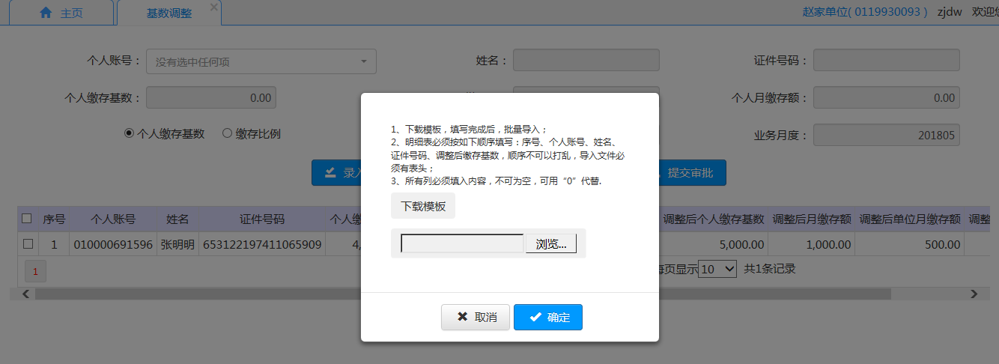 主页 基数调整 赵家单位( 0119930093 ) zjdw 欢迎您
个人账号： 没有选中任何项 姓名： 证件号码：
个人缴存基数： 0.00 个人月缴存额： 0.00
个人缴存基数 缴存比例 业务月度： 201805
1、下载模板，填写完成后，批量导入；
2、明细表必须按如下顺序填写：序号、个人账号、姓名、
证件号码、调整后缴存基数，顺序不可以打乱，导入文件必
须有表头；
3、所有列必须填入内容，不可为空，可用“0”代替.
录入 提交审批
下载模板
序号 个人账号 姓名 证件号码 个人缴 调整后个人缴存基数 调整后月缴存额 调整后单位月缴存额 调整
1 010000691596 张明明 653122197411065909 4, 5,000.00 1,000.00 500.00
浏览...
1 每页显示 10 共1条记录
取消 确定